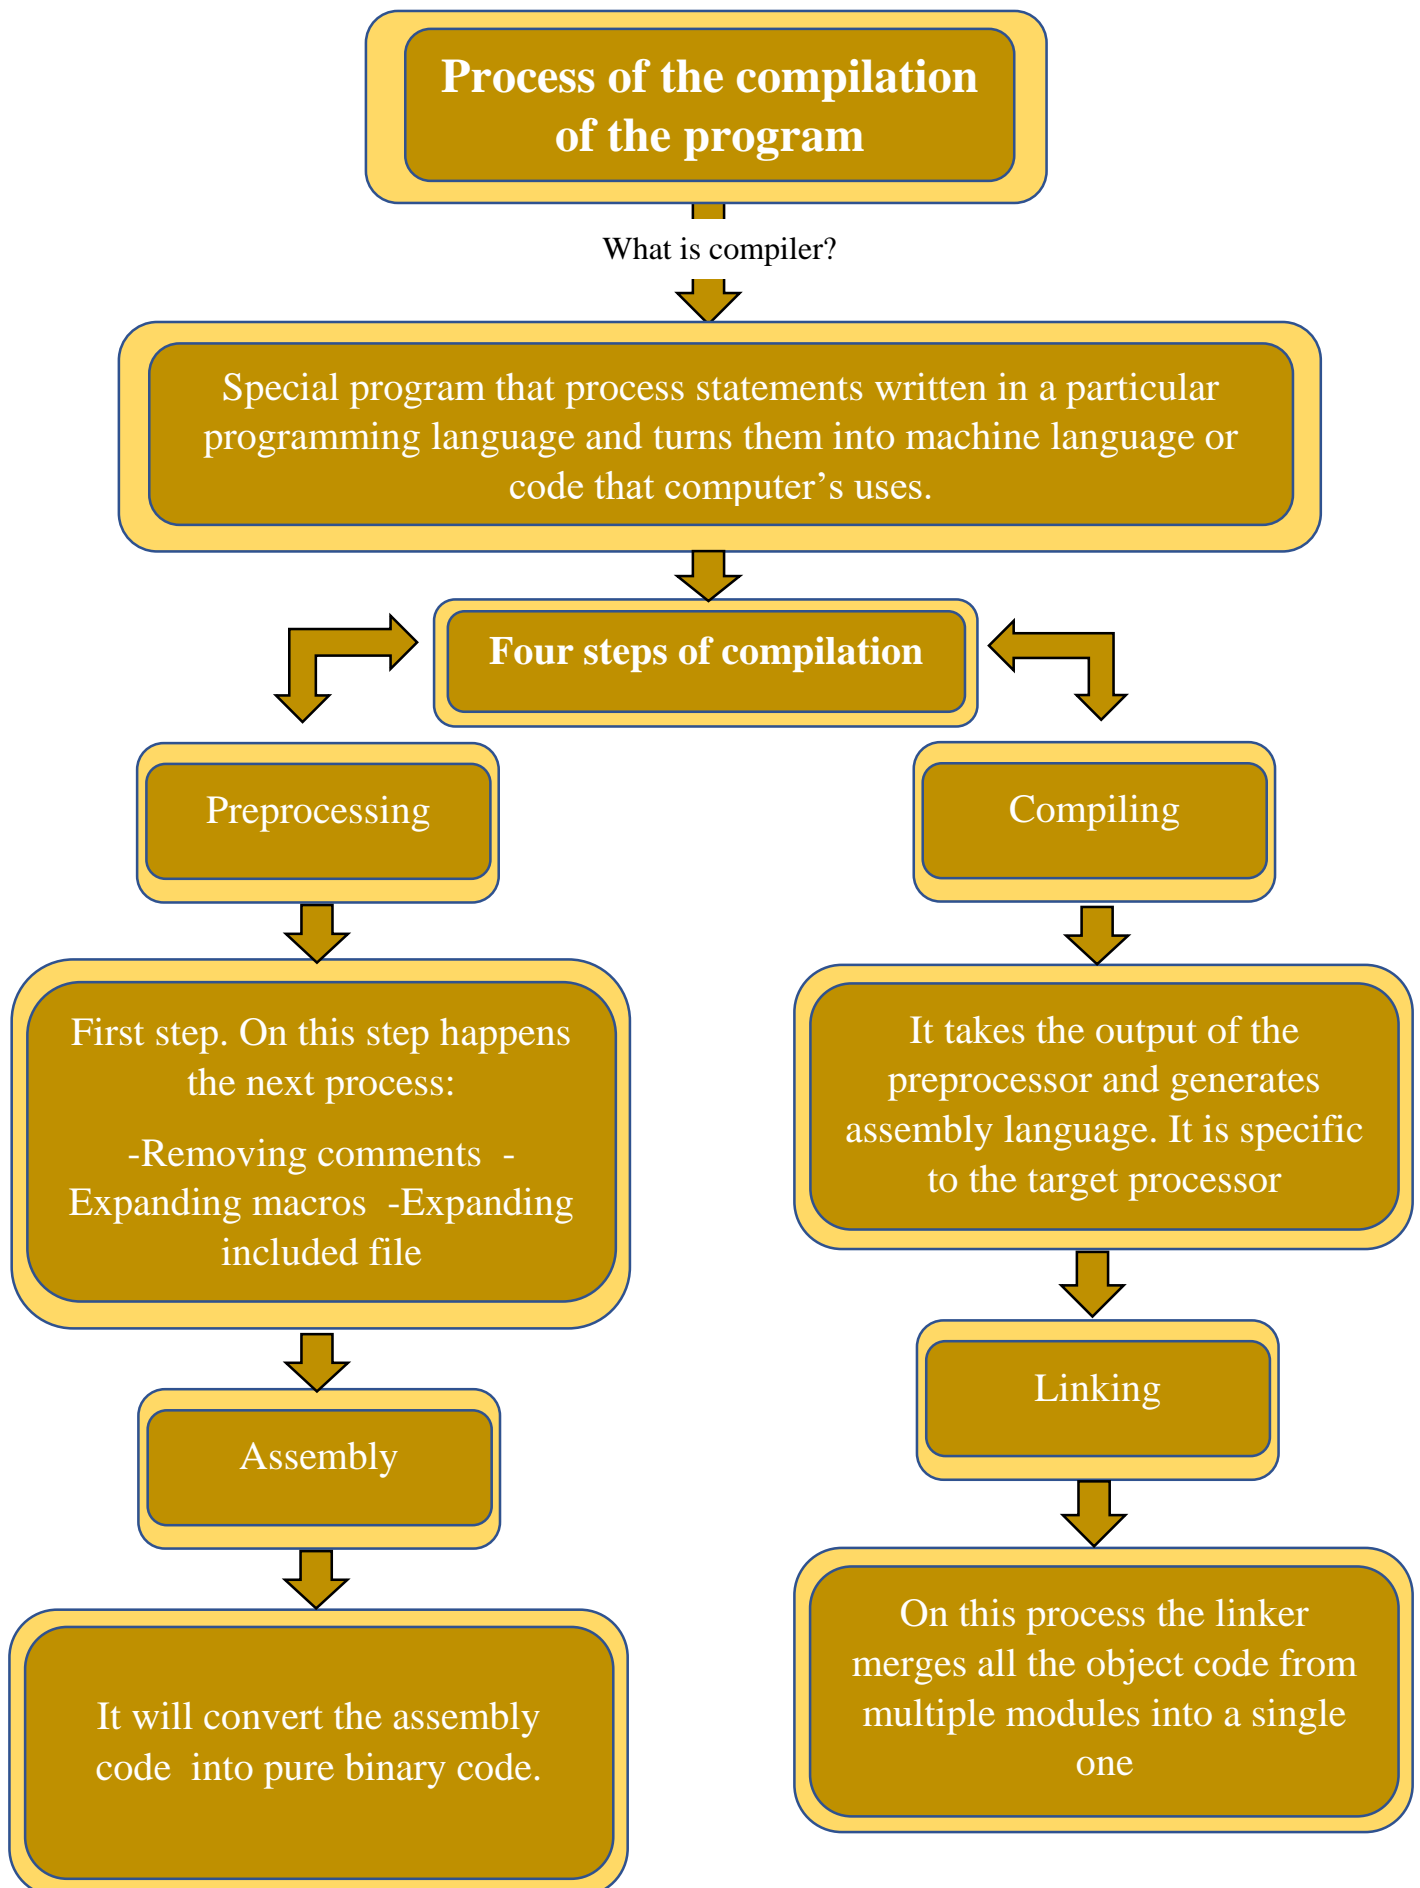 Process of the compilation
of the program
What is compiler?
Special program that process statements written in a particular
programming language and turns them into machine language or
code that computer’s uses.
Four steps of compilation
Preprocessing
Compiling
First step. On this step happens
the next process:
-Removing comments  -
Expanding macros  -Expanding
included file
It takes the output of the
preprocessor and generates
assembly language. It is specific
to the target processor
Assembly
Linking
It will convert the assembly
code  into pure binary code.
On this process the linker
merges all the object code from
multiple modules into a single
one